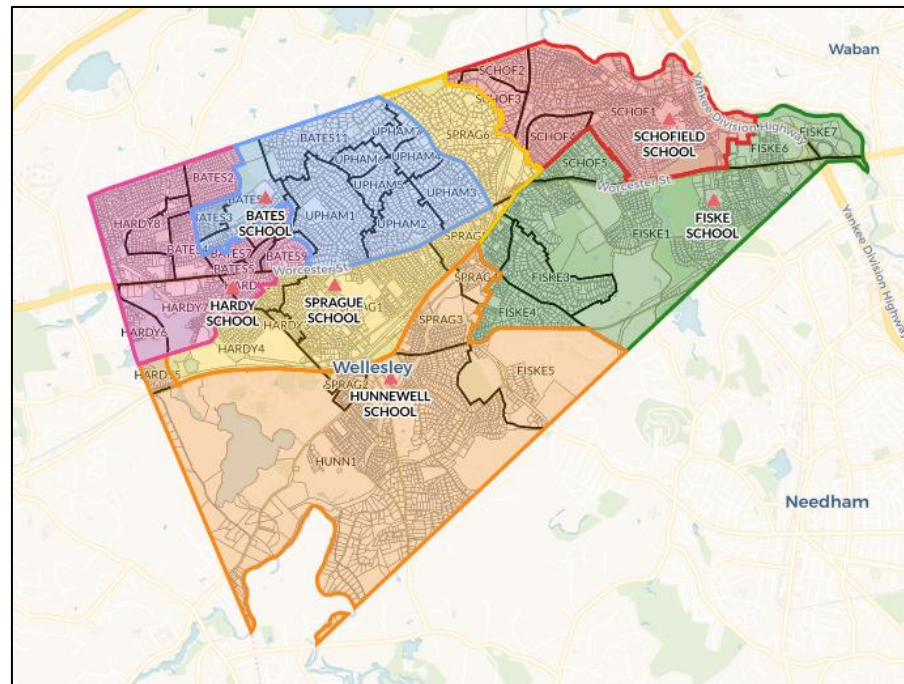 Waban
SCHOF2
SCHOF3
SCHOF1
Yankee Division Highway
SCHOFIELD
SCHOOL
FISKE7
FISKE6
SPRAG6
UPHAM7
BATES11
UPHAM6
SCHOF5
BATES2
UPHAM5
UPHAM3
Worcester St
HARDY8
BATES3
BATES
SCHOOL
UPHAM1
UPHAM2
FISKE1
FISKE
SCHOOL
BATES7
BATES9
Worcester St
Yankee Division Highway
FISKE3
HARDY
SCHOOL
SPRAGUE
SCHOOL
HARDY6
SPRAG3
FISKE4
HARDY4
Wellesley
FISKE5
HUNNEWELL
SCHOOL
HUNN1
Needham